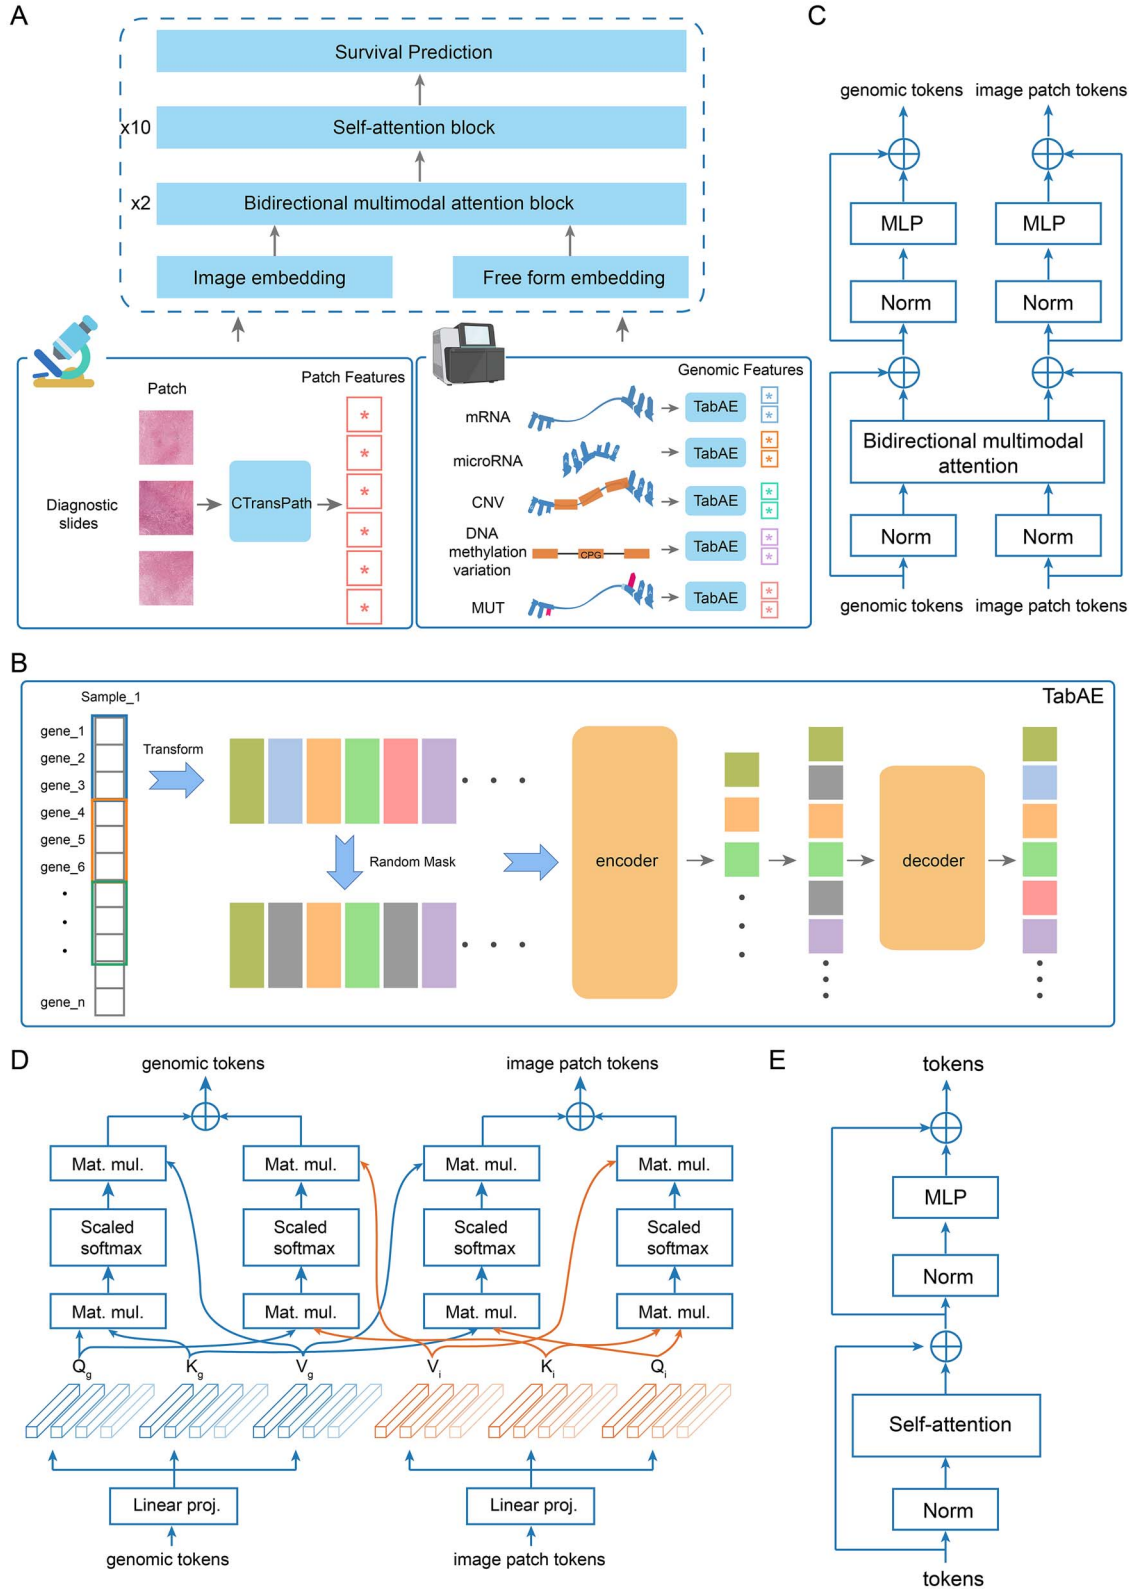 A
Survival Prediction
x10
Self-attention block
x2
Bidirectional multimodal attention block
Image embedding
Free form embedding
Patch
Patch Features
Diagnostic
slides
CTransPath
*
*
*
*
*
*
Genomic Features
mRNA
TabAE
*
*
microRNA
TabAE
*
*
CNV
TabAE
*
*
DNA
methylation
variation
CPG
TabAE
*
*
MUT
TabAE
*
*
C
genomic tokens
image patch tokens
MLP
MLP
Norm
Norm
Bidirectional multimodal
attention
Norm
Norm
genomic tokens
image patch tokens
B
TabAE
Sample_1
gene_1
gene_2
gene_3
gene_4
gene_5
gene_6
gene_n
Transform
Random Mask
encoder
decoder
D
genomic tokens
image patch tokens
Mat. mul.
Mat. mul.
Mat. mul.
Mat. mul.
Scaled
softmax
Scaled
softmax
Scaled
softmax
Scaled
softmax
Mat. mul.
Mat. mul.
Mat. mul.
Mat. mul.
Qg
Kg
Vg
Vi
Ki
Qi
Linear proj.
Linear proj.
genomic tokens
image patch tokens
E
tokens
MLP
Norm
Self-attention
Norm
tokens